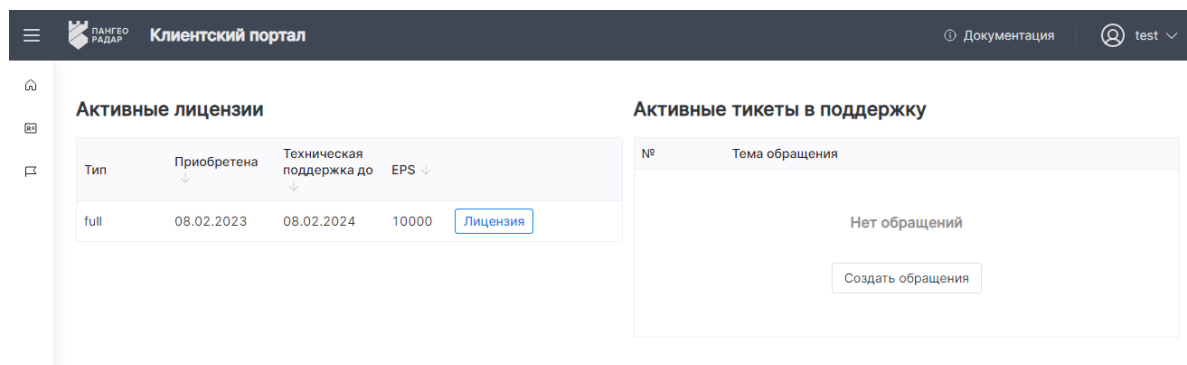 ПАНГЕО
РАДАР
Клиентский портал
Документация
test
Активные лицензии
Тип
Приобретена
Техническая
поддержка до
EPS
full
08.02.2023
08.02.2024
10000
Лицензия
Активные тикеты в поддержку
№
Тема обращения
Нет обращений
Создать обращения